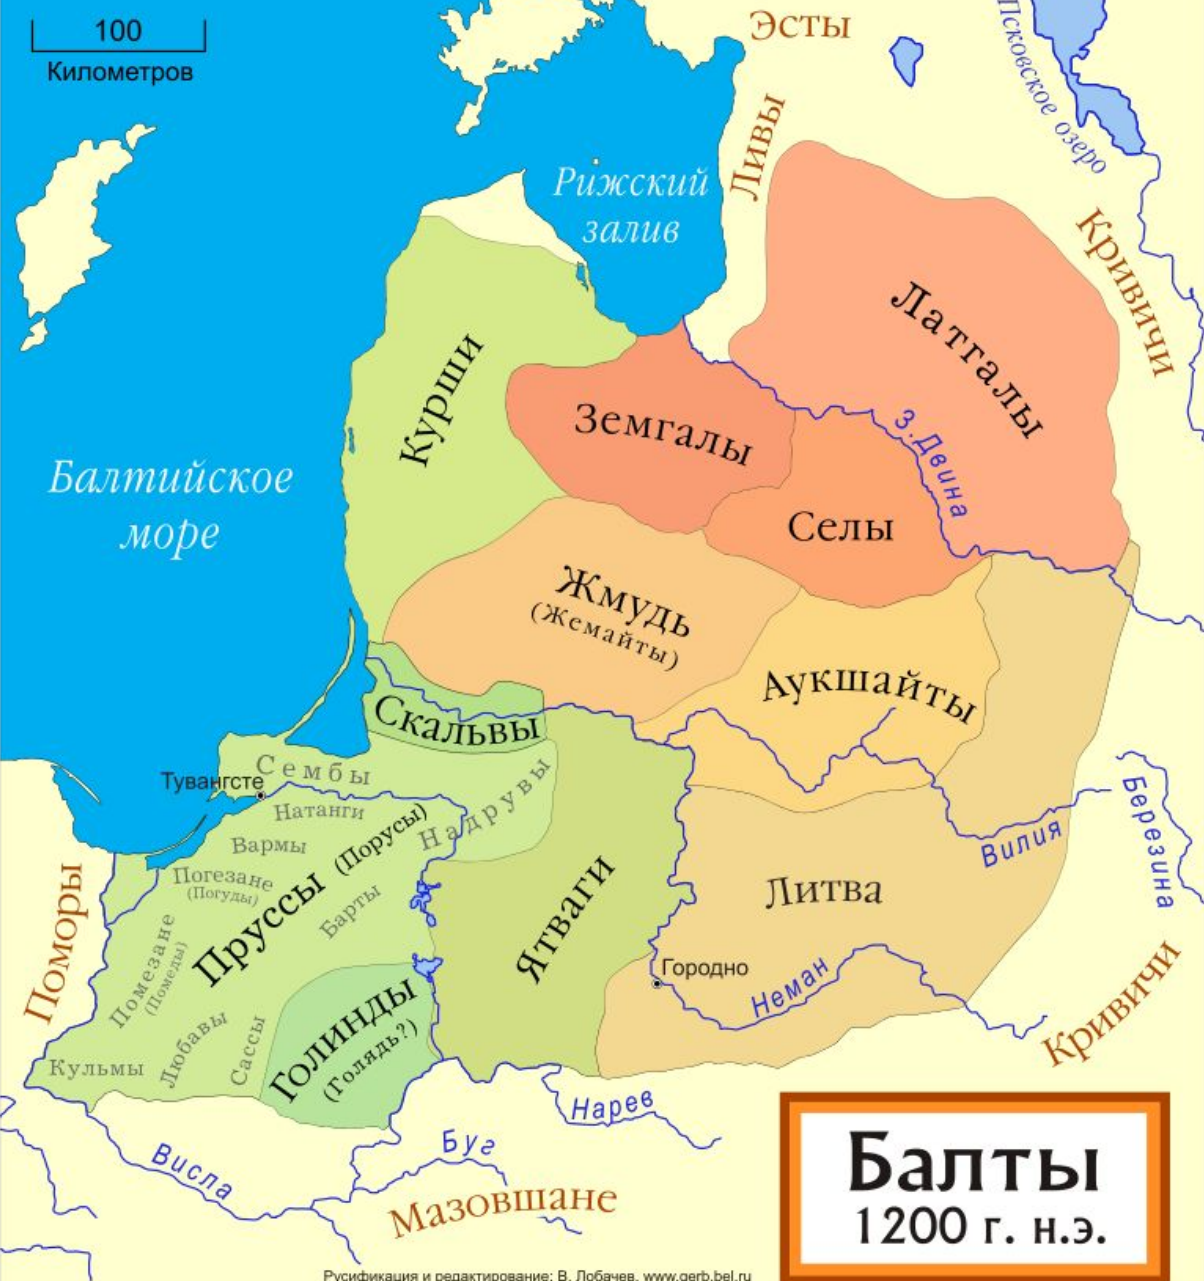 100
Километров
Эсты
Псковское озеро
Ливы
Рижский
залив
Кривичи
Латгалы
Курши
Земгалы
З. Двина
Балтийское
море
Селы
Жмудь
(Жемайты)
Аукшайты
Скальвы
Сембы
Тувангсте
Натанги
Надрувы
Вармы
Пруссы (Порусы)
Погезане
(Погуды)
Барты
Березина
Вилия
Литва
Ятваги
Поморы
Помезане
(Помеды)
Городно
Неман
Кривичи
Голинды
(Голядь?)
Любавы
Сассы
Кульмы
Нарев
Висла
Буг
Мазовшане
Балты
1200 г. н.э.
Русификация и редактирование: В. Лобачев, www.gerb.bel.ru